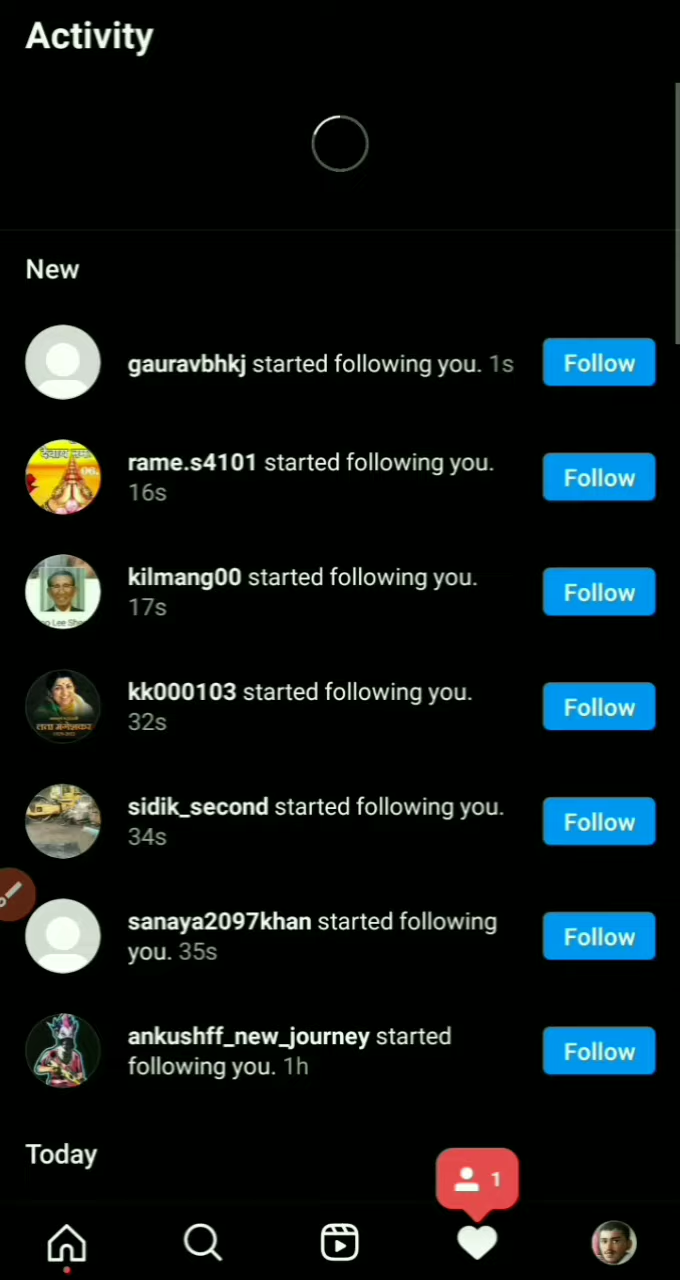 Activity
New
gauravbhkj started following you. 1s
Follow
rame.s4101 started following you.
16s
Follow
kilmang00 started following you.
17s
Follow
kk000103 started following you.
32s
Follow
लता मंगेशकर
sidik_second started following you.
34s
Follow
sanaya2097khan started following
you. 35s
Follow
ankushff_new_journey started
following you. 1h
Follow
Today
1